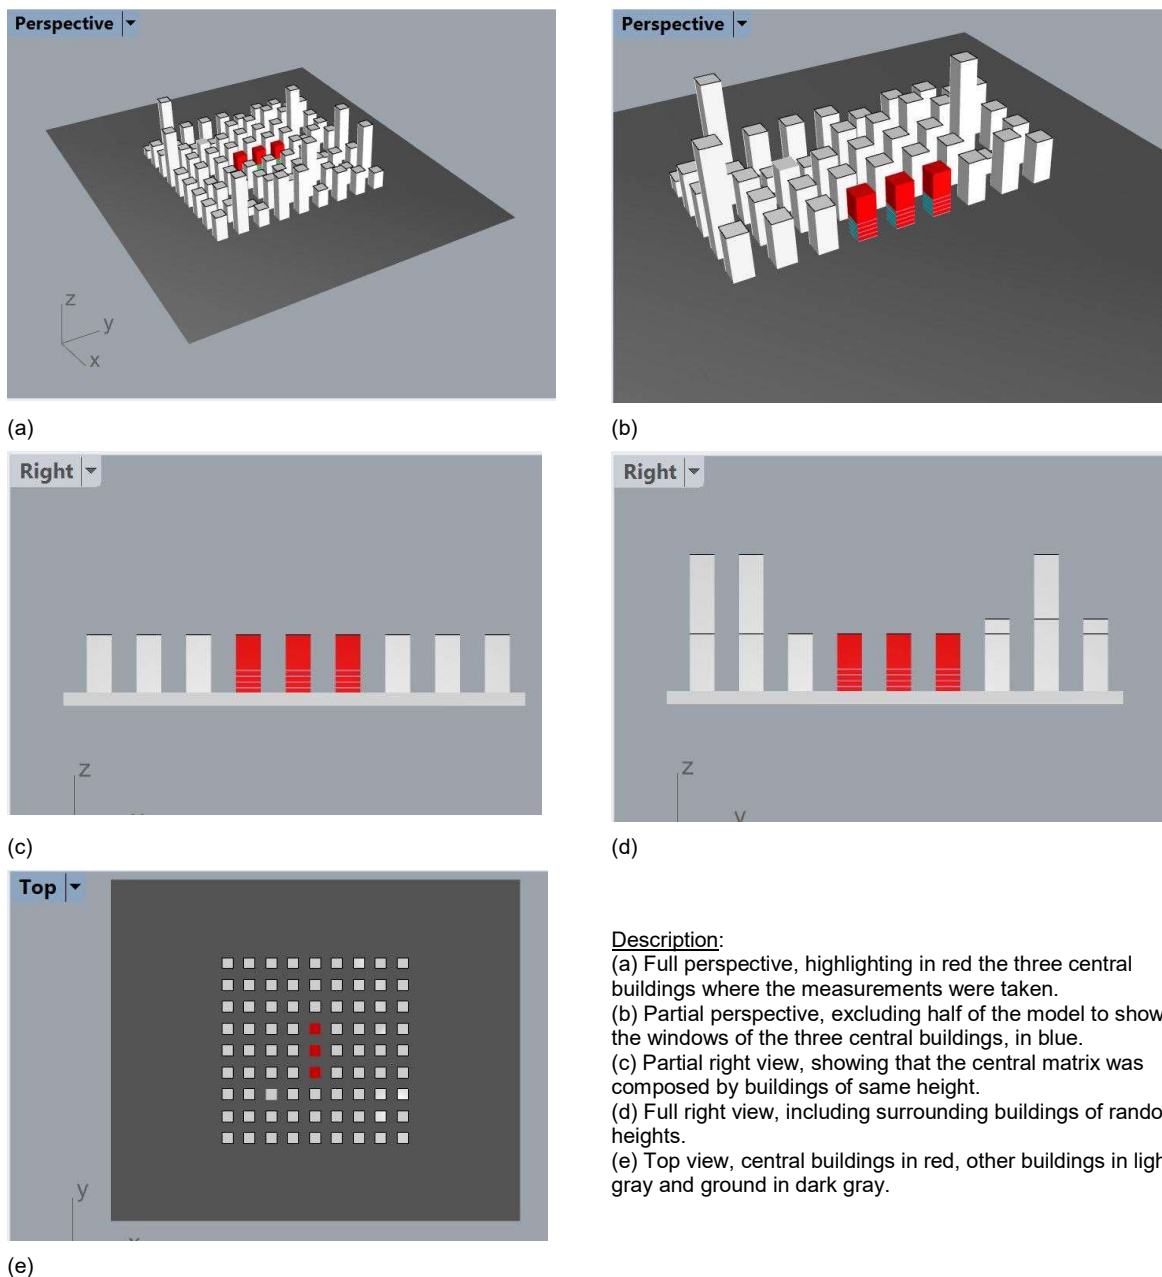 Perspective
Perspective
z
y
x
(a)
(b)
Right
Right
z
z
y
(c)
(d)
Top
Description:
(a) Full perspective, highlighting in red the three central
buildings where the measurements were taken.
(b) Partial perspective, excluding half of the model to show
the windows of the three central buildings, in blue.
(c) Partial right view, showing that the central matrix was
composed by buildings of same height.
(d) Full right view, including surrounding buildings of rando
heights.
(e) Top view, central buildings in red, other buildings in ligh
gray and ground in dark gray.
y
(e)